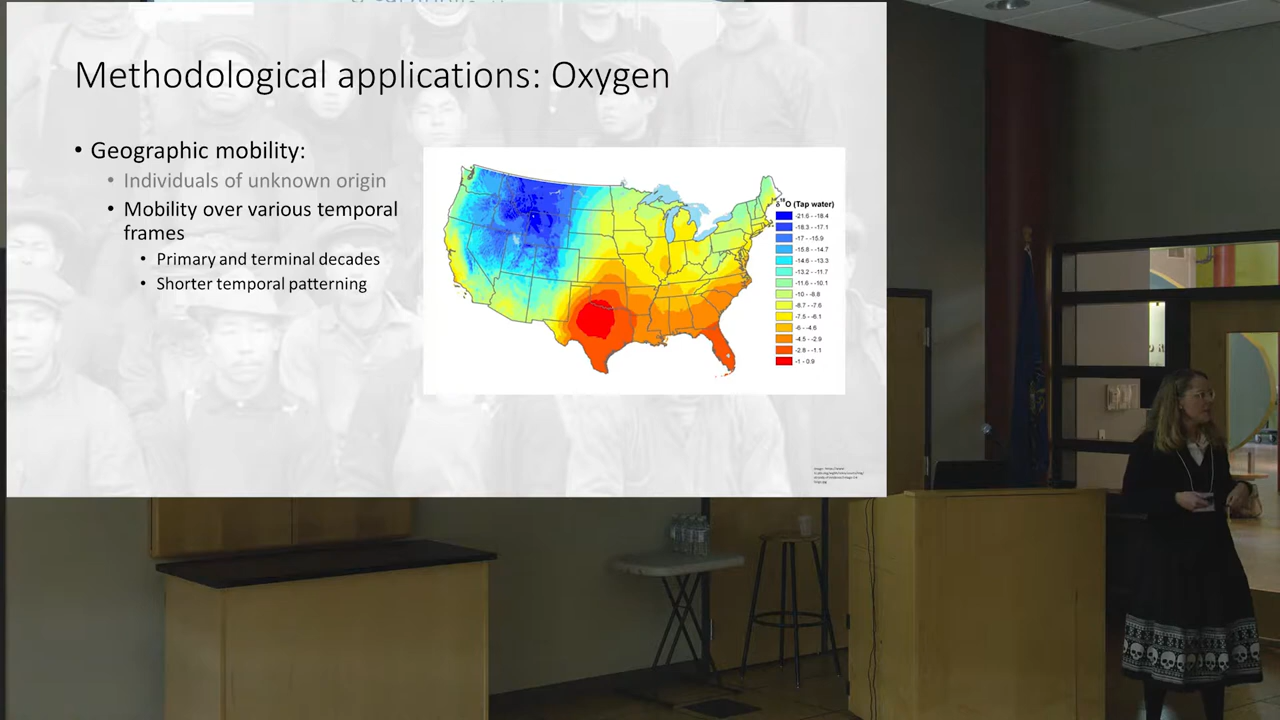 Methodological applications: Oxygen
• Geographic mobility:
• Individuals of unknown origin
• Mobility over various temporal
frames
• Primary and terminal decades
• Shorter temporal patterning
δ18O (Tap water)
-21.6 - -18.4
-18.3 - -17.1
-17 - -15.9
-15.8 - -14.7
-14.6 - -13.3
-13.2 - -11.7
-11.6 - -10.1
-10 - -8.8
-8.7 - -7.6
-7.5 - -6.1
-6 - -4.6
-4.5 - -2.9
-2.8 - -1.1
-1 - 0.9